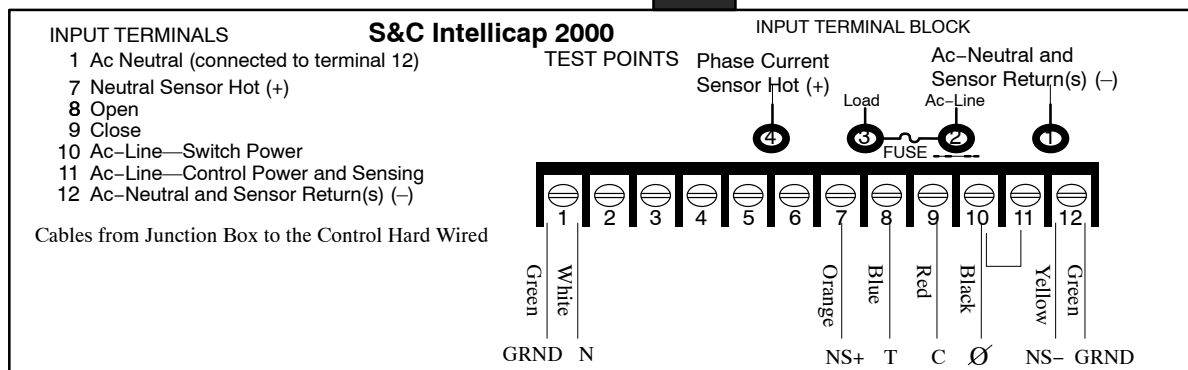 S&C Intellicap 2000
INPUT TERMINALS
1 Ac Neutral (connected to terminal 12)
7 Neutral Sensor Hot (+)
8 Open
9 Close
10 Ac–Line—Switch Power
11 Ac–Line—Control Power and Sensing
12 Ac–Neutral and Sensor Return(s) (–)
Cables from Junction Box to the Control Hard Wired
INPUT TERMINAL BLOCK
TEST POINTS
Phase Current
Sensor Hot (+)
Ac–Neutral and
Sensor Return(s) (–)
Load
Ac–Line
4
3
2
1
FUSE
1 2 3 4 5 6 7 8 9 10 11 12
Green
White
Orange
Blue
Red
Black
Yellow
Green
GRND N NS+ T C Ø NS– GRND